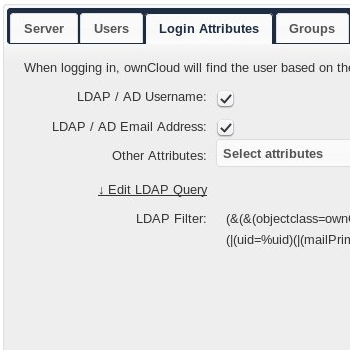 Server Users Login Attributes Groups
When logging in, ownCloud will find the user based on the
LDAP / AD Username:
LDAP / AD Email Address:
Other Attributes: Select attributes
↓ Edit LDAP Query
LDAP Filter: (&(&(objectclass=own
(|(uid=%uid)(|(mailPrin